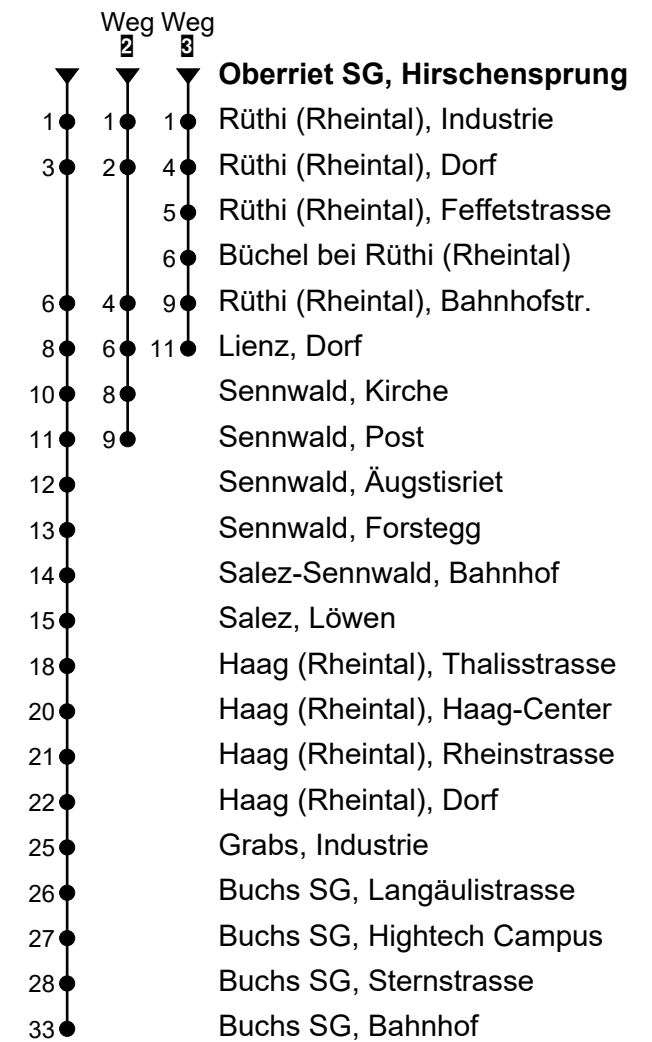 Weg Weg
2 3
Oberriet SG, Hirschensprung
1 1 1 Rüthi (Rheintal), Industrie
3 2 4 Rüthi (Rheintal), Dorf
5 Rüthi (Rheintal), Feffetstrasse
6 Büchel bei Rüthi (Rheintal)
6 4 9 Rüthi (Rheintal), Bahnhofstr.
8 6 11 Lienz, Dorf
10 8 Sennwald, Kirche
11 9 Sennwald, Post
12 Sennwald, Äugstisriet
13 Sennwald, Forstegg
14 Salez-Sennwald, Bahnhof
15 Salez, Löwen
18 Haag (Rheintal), Thalisstrasse
20 Haag (Rheintal), Haag-Center
21 Haag (Rheintal), Rheinstrasse
22 Haag (Rheintal), Dorf
25 Grabs, Industrie
26 Buchs SG, Langäulistrasse
27 Buchs SG, Hightech Campus
28 Buchs SG, Sternstrasse
33 Buchs SG, Bahnhof